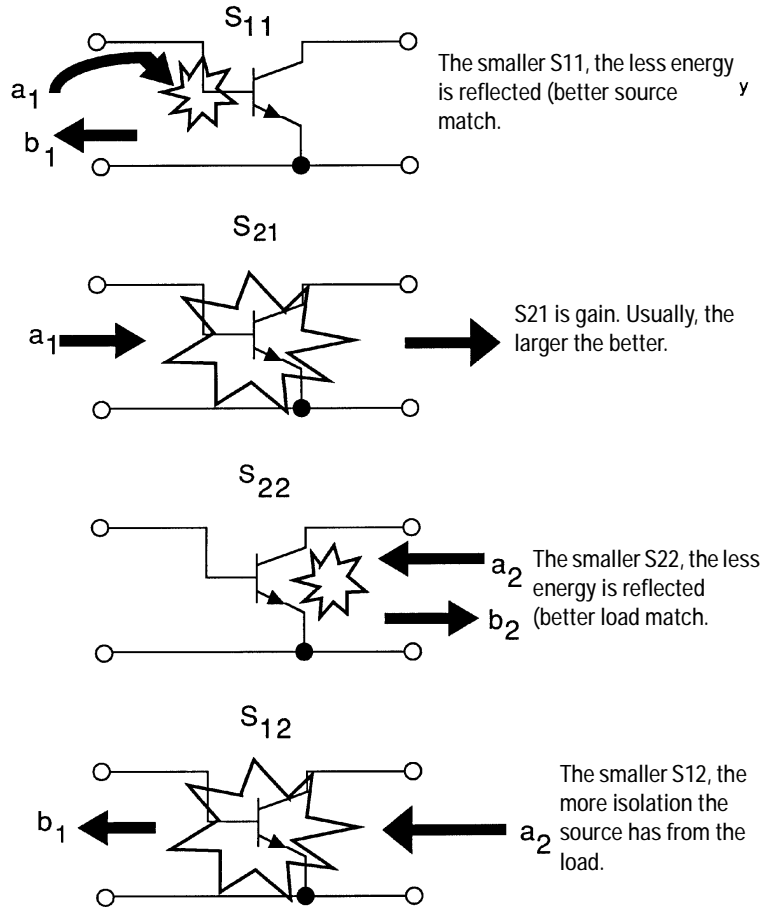 S11
The smaller S11, the less energy
is reflected (better source y
match.
a1
b1
S21
a1
S21 is gain. Usually, the
larger the better.
S22
a2
The smaller S22, the less
energy is reflected
b2
(better load match.
S12
b1
The smaller S12, the
more isolation the
source has from the
a2
load.